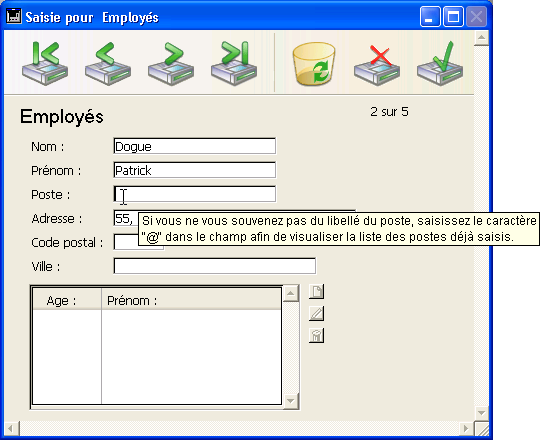 Saisie pour Employés
Employés
2 sur 5
Nom :
Dogue
Prénom :
Patrick
Poste :
Adresse :
55,
Si vous ne vous souvenez pas du libellé du poste, saisissez le caractère
"@" dans le champ afin de visualiser la liste des postes déjà saisis.
Code postal :
Ville :
Age :
Prénom :